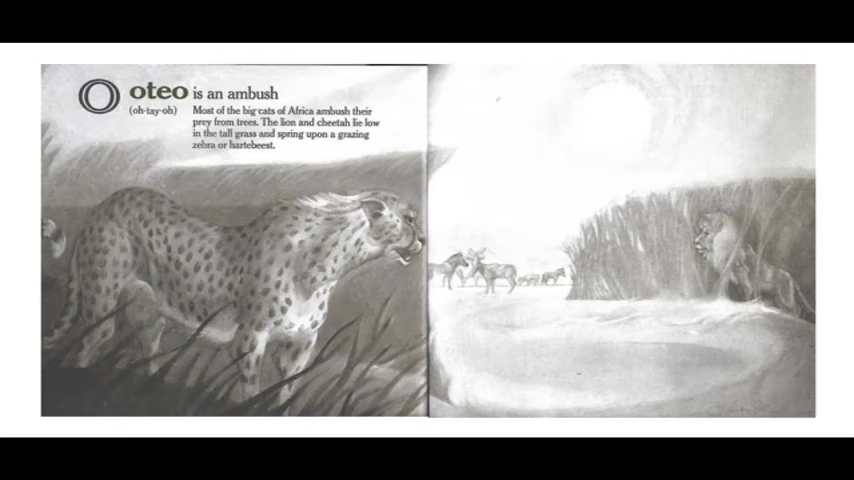 O oteo is an ambush
(oh-tay-oh)
Most of the big cats of Africa ambush their
prey from trees. The lion and cheetah lie low
in the tall grass and spring upon a grazing
zebra or hartebeest.